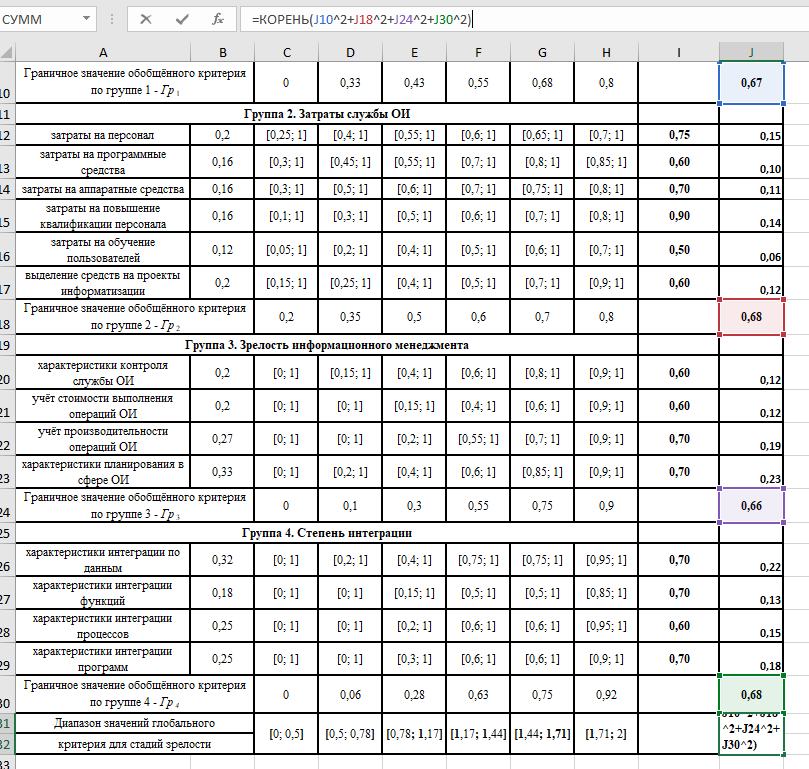 СУММ =КОРЕНЬ(J10^2+J18^2+J24^2+J30^2)
A B C D E F G H I J
Граничное значение обобщённого критерия
10 по группе 1 - Гр 1 0 0,33 0,43 0,55 0,68 0,8 0,67
11 Группа 2. Затраты службы ОИ
12 затраты на персонал 0,2 [0,25; 1] [0,4; 1] [0,55; 1] [0,6; 1] [0,65; 1] [0,7; 1] 0,75 0,15
затраты на программные
13 средства 0,16 [0,3; 1] [0,45; 1] [0,55; 1] [0,7; 1] [0,8; 1] [0,85; 1] 0,60 0,10
14 затраты на аппаратные средства 0,16 [0,3; 1] [0,5; 1] [0,6; 1] [0,7; 1] [0,75; 1] [0,8; 1] 0,70 0,11
затраты на повышение
15 квалификации персонала 0,16 [0,1; 1] [0,3; 1] [0,5; 1] [0,6; 1] [0,7; 1] [0,8; 1] 0,90 0,14
затраты на обучение
16 пользователей 0,12 [0,05; 1] [0,2; 1] [0,4; 1] [0,5; 1] [0,6; 1] [0,7; 1] 0,50 0,06
выделение средств на проекты
17 информатизации 0,2 [0,15; 1] [0,25; 1] [0,4; 1] [0,5; 1] [0,7; 1] [0,9; 1] 0,60 0,12
Граничное значение обобщённого критерия
18 по группе 2 - Гр 2 0,2 0,35 0,5 0,6 0,7 0,8 0,68
19 Группа 3. Зрелость информационного менеджмента
характеристики контроля
20 службы ОИ 0,2 [0; 1] [0,15; 1] [0,4; 1] [0,6; 1] [0,8; 1] [0,9; 1] 0,60 0,12
учёт стоимости выполнения
21 операций ОИ 0,2 [0; 1] [0; 1] [0,15; 1] [0,4; 1] [0,6; 1] [0,9; 1] 0,60 0,12
учёт производительности
22 операций ОИ 0,27 [0; 1] [0; 1] [0,2; 1] [0,55; 1] [0,7; 1] [0,9; 1] 0,70 0,19
характеристики планирования в
23 сфере ОИ 0,33 [0; 1] [0,2; 1] [0,4; 1] [0,6; 1] [0,85; 1] [0,9; 1] 0,70 0,23
Граничное значение обобщённого критерия
24 по группе 3 - Гр 3 0 0,1 0,3 0,55 0,75 0,9 0,66
25 Группа 4. Степень интеграции
характеристики интеграции по
26 данным 0,32 [0; 1] [0,2; 1] [0,4; 1] [0,75; 1] [0,75; 1] [0,95; 1] 0,70 0,22
характеристики интеграции
27 функций 0,18 [0; 1] [0; 1] [0,15; 1] [0,5; 1] [0,5; 1] [0,85; 1] 0,70 0,13
характеристики интеграции
28 процессов 0,25 [0; 1] [0; 1] [0,2; 1] [0,6; 1] [0,6; 1] [0,95; 1] 0,60 0,15
характеристики интеграции
29 программ 0,25 [0; 1] [0; 1] [0,3; 1] [0,6; 1] [0,6; 1] [0,9; 1] 0,70 0,18
Граничное значение обобщённого критерия
30 по группе 4 - Гр 4 0 0,06 0,28 0,63 0,75 0,92 0,68
31 Диапазон значений глобального [0; 0,5] [0,5; 0,78] [0,78; 1,17] [1,17; 1,44] [1,44; 1,71] [1,71; 2] ^2+J24^2+
32 критерия для стадий зрелости J30^2)
33